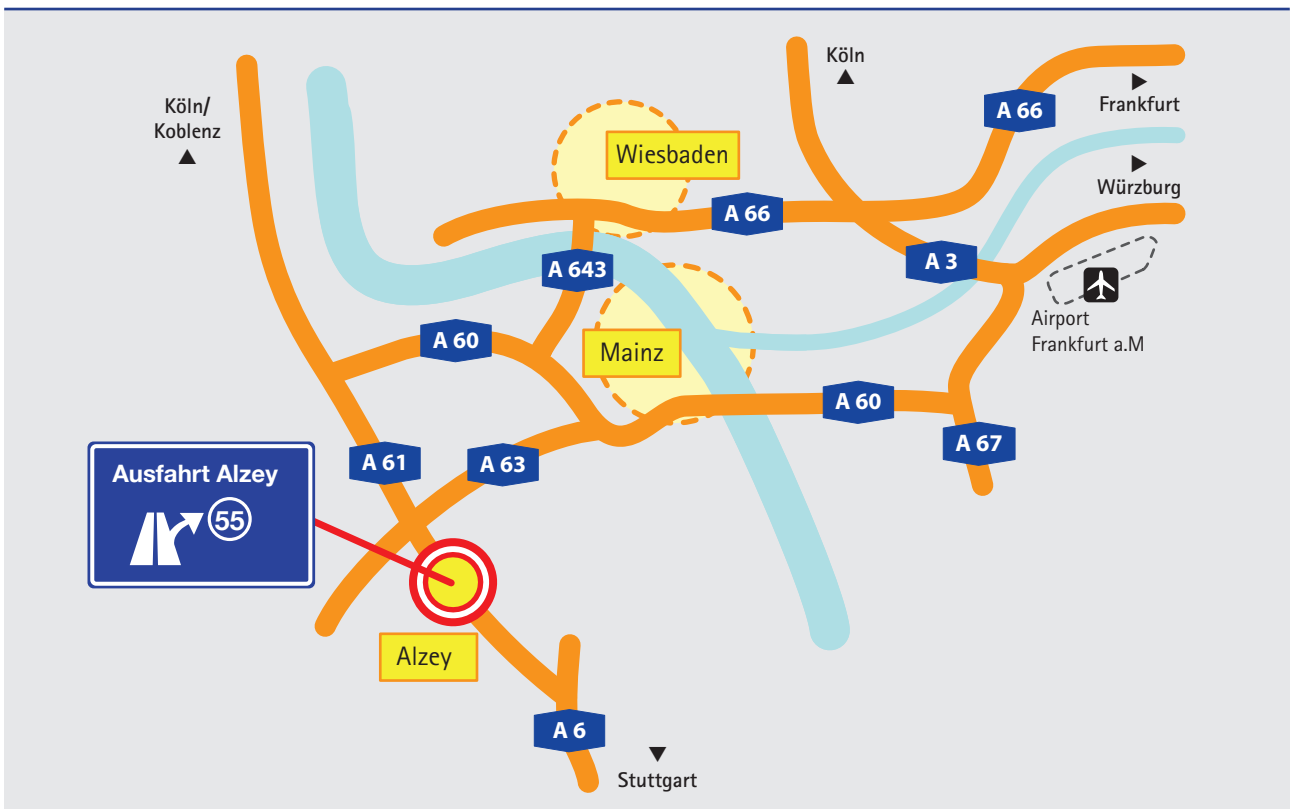 Köln
Köln/
Koblenz
A 66
Frankfurt
Wiesbaden
Würzburg
A 66
A 3
A 643
Airport
Frankfurt a.M
A 60
Mainz
A 60
A 67
A 61
A 63
Ausfahrt Alzey
55
Alzey
A 6
Stuttgart